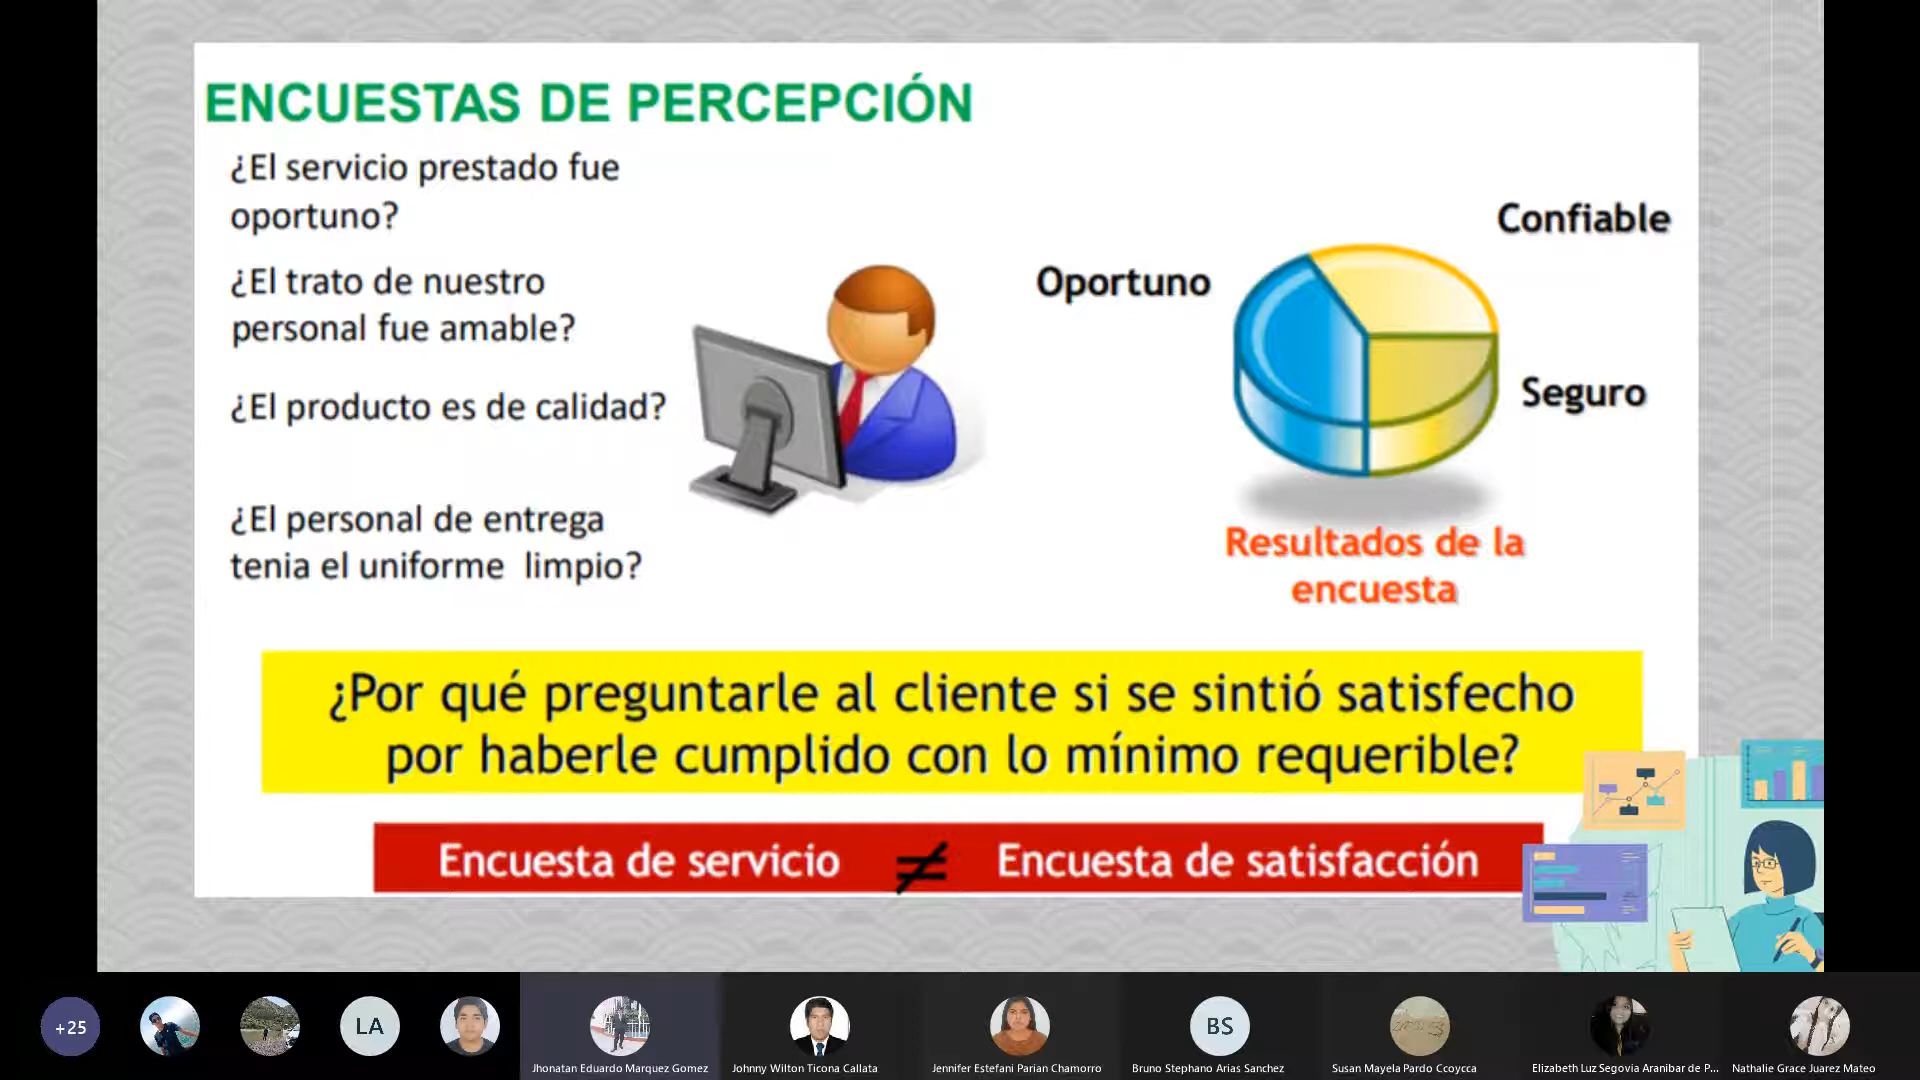 ENCUESTAS DE PERCEPCIÓN
¿El servicio prestado fue
oportuno?
¿El trato de nuestro
personal fue amable?
¿El producto es de calidad?
¿El personal de entrega
tenia el uniforme limpio?
Confiable
Oportuno
Seguro
Resultados de la
encuesta
¿Por qué preguntarle al cliente si se sintió satisfecho
por haberle cumplido con lo mínimo requerible?
Encuesta de servicio ≠ Encuesta de satisfacción
+25
LA
BS
Jhonatan Eduardo Marquez Gomez
Johnny Wilton Ticona Callata
Jennifer Estefani Parian Chamorro
Bruno Stephano Arias Sanchez
Susan Mayela Pardo Ccoycca
Elizabeth Luz Segovia Aranibar de P...
Nathalie Grace Juarez Mateo